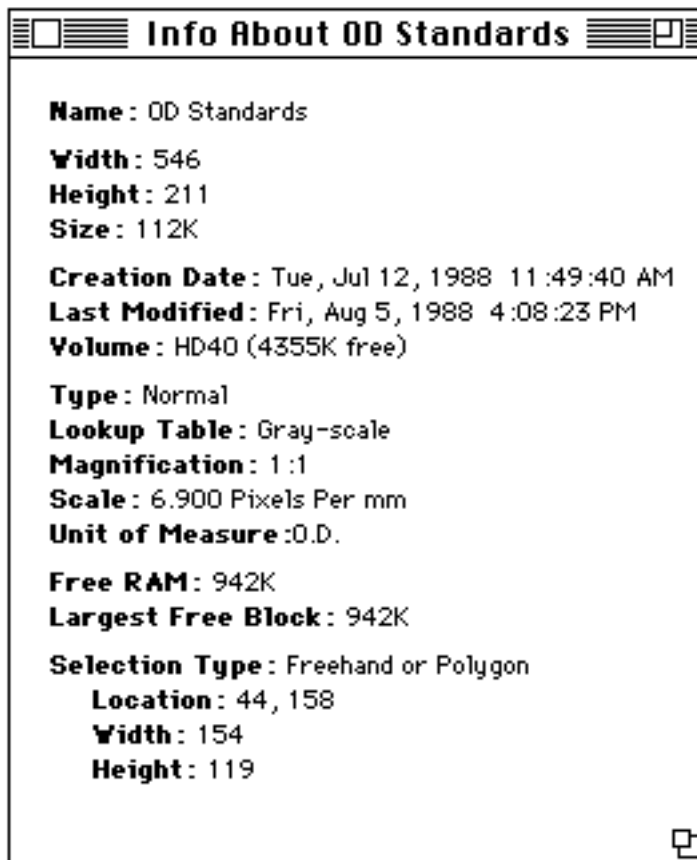 Info About OD Standards
Name: OD Standards
Width: 546
Height: 211
Size: 112K
Creation Date: Tue, Jul 12, 1988 11:49:40 AM
Last Modified: Fri, Aug 5, 1988 4:08:23 PM
Volume: HD40 (4355K free)
Type: Normal
Lookup Table: Gray-scale
Magnification: 1:1
Scale: 6.900 Pixels Per mm
Unit of Measure:O.D.
Free RAM: 942K
Largest Free Block: 942K
Selection Type: Freehand or Polygon
Location: 44, 158
Width: 154
Height: 119